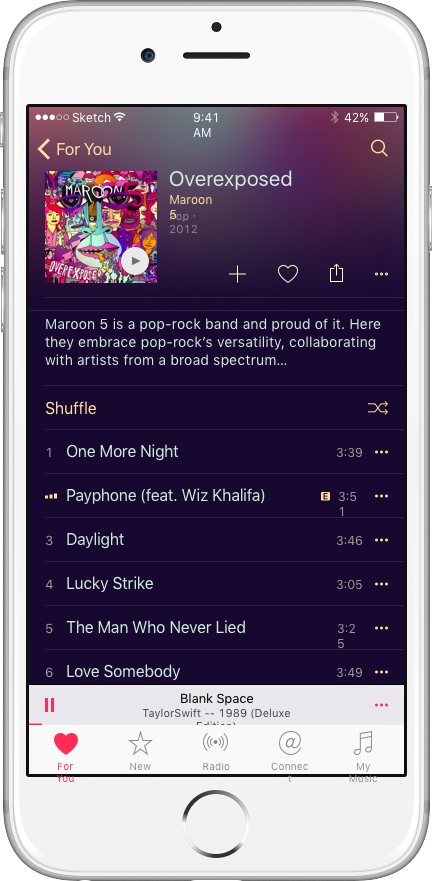 Sketch 9:41 AM 42%
For You
MAROON 5
OVEREXPOSED
Overexposed
Maroon 5
Pop · 2012
Maroon 5 is a pop-rock band and proud of it. Here
they embrace pop-rock’s versatility, collaborating
with artists from a broad spectrum...
Shuffle
1 One More Night 3:39
Payphone (feat. Wiz Khalifa) E 3:51
3 Daylight 3:46
4 Lucky Strike 3:05
5 The Man Who Never Lied 3:25
6 Love Somebody 3:49
Blank Space
TaylorSwift -- 1989 (Deluxe
Edition)
For You New Radio Connect My Music